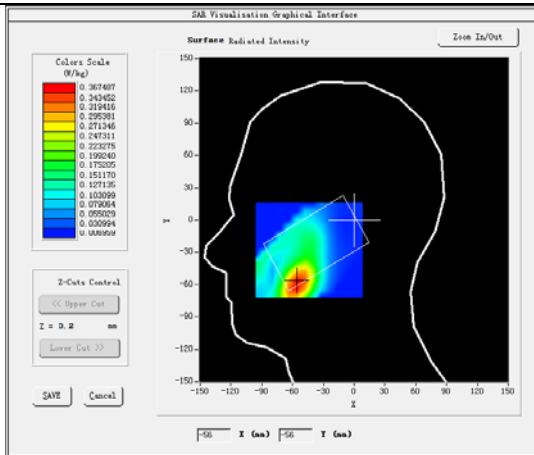 SAR Visualisation Graphical Interface
Surface Radiated Intensity
Zoom In/Out
Colors Scale
(W/kg)
0.367487
0.343452
0.319416
0.295381
0.271346
0.247311
0.223275
0.199240
0.175205
0.151170
0.127135
0.103099
0.079064
0.055029
0.030994
0.006959
150
120
90
60
30
0
-30
-60
-90
-120
-150
Y
-150 -120 -90 -60 -30 0 30 60 90 120 150
X
Z-Cuts Control
<< Upper Cut
Z = 3.2 mm
Lower Cut >>
SAVE Cancel
-56 X (mm) -56 Y (mm)